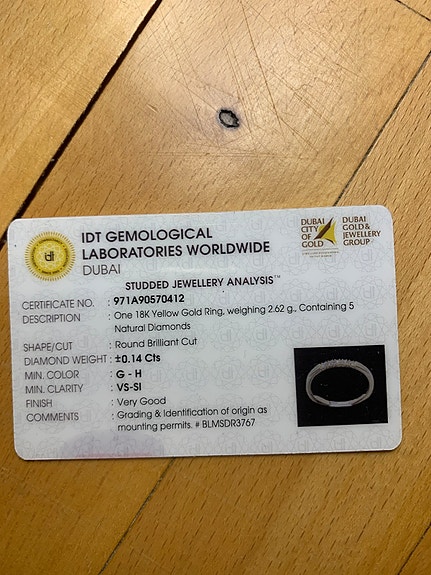 IDT GEMOLOGICAL
LABORATORIES WORLDWIDE
DUBAI
DUBAI
CITY
OF
GOLD
DUBAI
GOLD &
JEWELLERY
GROUP
idt
STUDDED JEWELLERY ANALYSIS™
CERTIFICATE NO. : 971A90570412
DESCRIPTION : One 18K Yellow Gold Ring, weighing 2.62 g., Containing 5
Natural Diamonds
SHAPE/CUT : Round Brilliant Cut
DIAMOND WEIGHT : ±0.14 Cts
MIN. COLOR : G - H
MIN. CLARITY : VS-SI
FINISH : Very Good
COMMENTS : Grading & Identification of origin as
mounting permits. # BLMSDR3767